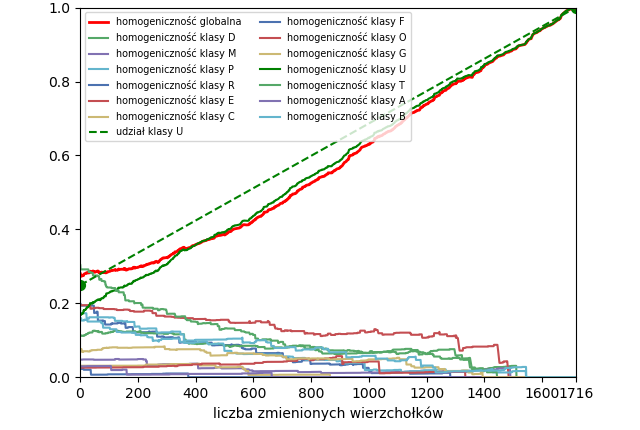 1.0
0.8
0.6
0.4
0.2
0.0
homogeniczność globalna
homogeniczność klasy D
homogeniczność klasy M
homogeniczność klasy P
homogeniczność klasy R
homogeniczność klasy E
homogeniczność klasy C
udział klasy U
homogeniczność klasy F
homogeniczność klasy O
homogeniczność klasy G
homogeniczność klasy U
homogeniczność klasy T
homogeniczność klasy A
homogeniczność klasy B
0 200 400 600 800 1000 1200 1400 1600 1716
liczba zmienionych wierzchołków